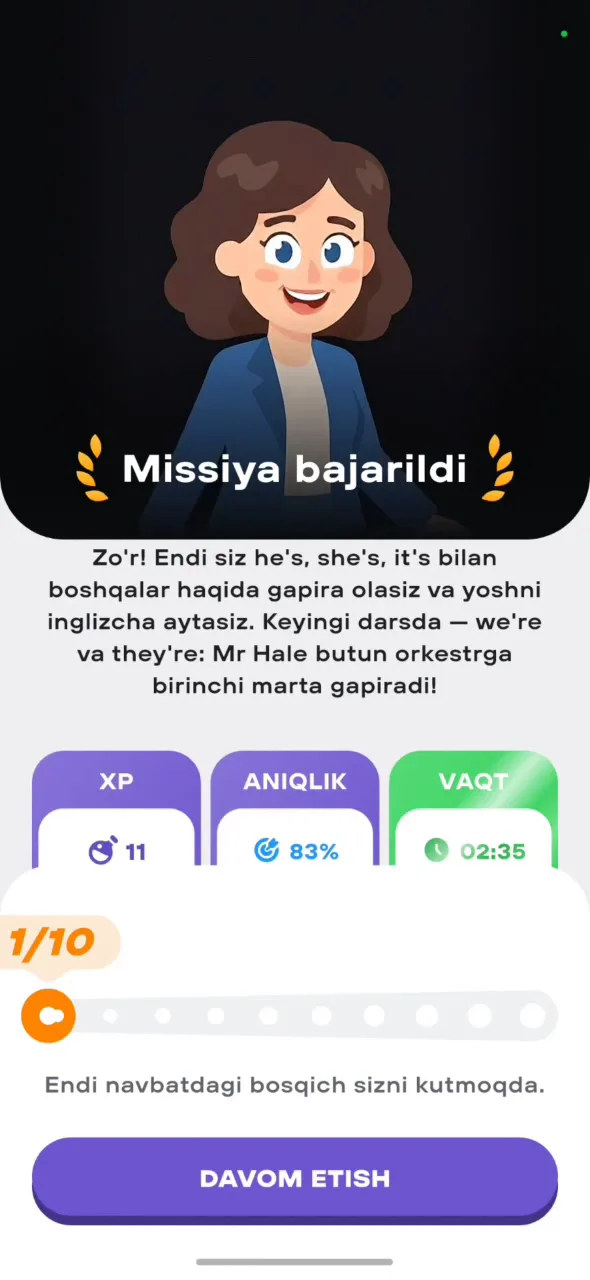 Missiya bajarildi
Zo'r! Endi siz he's, she's, it's bilan
boshqalar haqida gapira olasiz va yoshni
inglizcha aytasiz. Keyingi darsda — we're
va they're: Mr Hale butun orkestrga
birinchi marta gapiradi!
XP
ANIQLIK
VAQT
11
83%
02:35
1/10
Endi navbatdagi bosqich sizni kutmoqda.
DAVOM ETISH